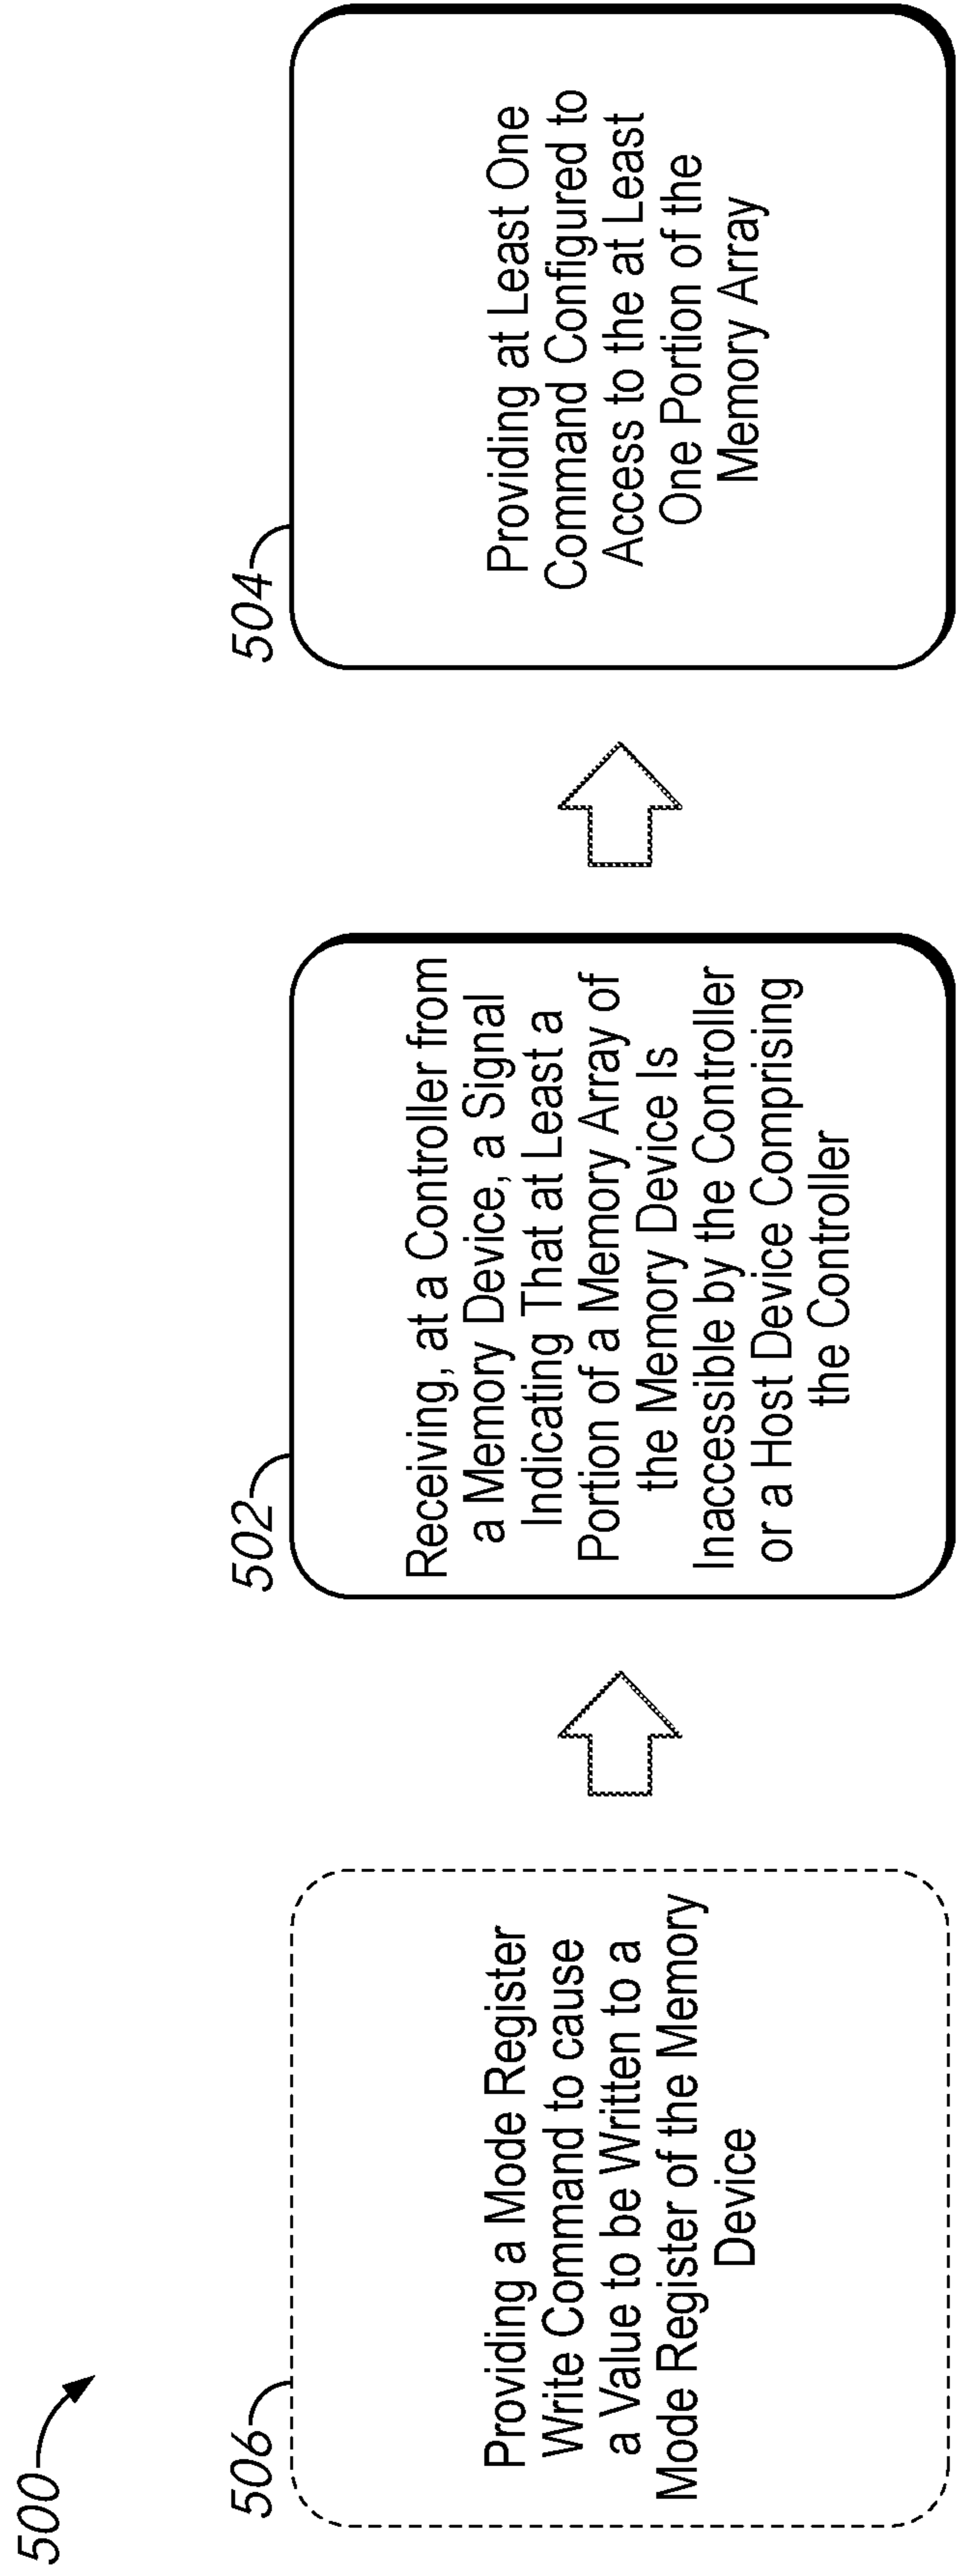 500
506
Providing a Mode Register
Write Command to cause
a Value to be Written to a
Mode Register of the Memory
Device
502
Receiving, at a Controller from
a Memory Device, a Signal
Indicating That at Least a
Portion of a Memory Array of
the Memory Device Is
Inaccessible by the Controller
or a Host Device Comprising
the Controller
504
Providing at Least One
Command Configured to
Access to the at Least
One Portion of the
Memory Array